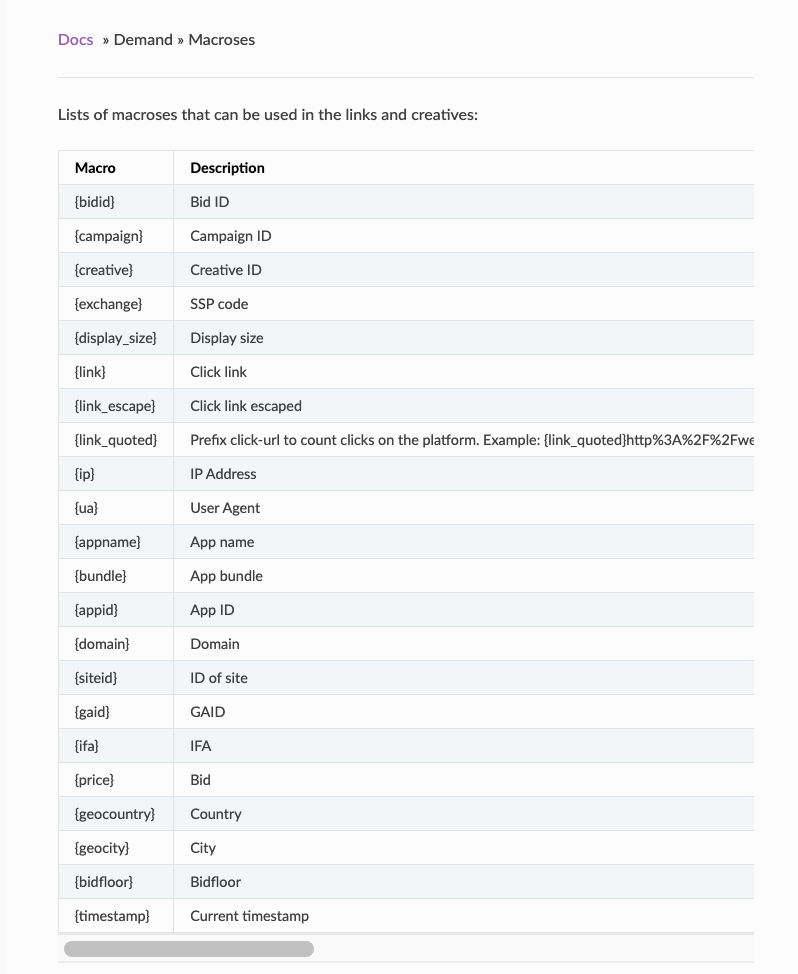 Docs » Demand » Macroses
Lists of macroses that can be used in the links and creatives:
Macro Description
{bidid} Bid ID
{campaign} Campaign ID
{creative} Creative ID
{exchange} SSP code
{display_size} Display size
{link} Click link
{link_escape} Click link escaped
{link_quoted} Prefix click-url to count clicks on the platform. Example: {link_quoted}http%3A%2F%2Fwe
{ip} IP Address
{ua} User Agent
{appname} App name
{bundle} App bundle
{appid} App ID
{domain} Domain
{siteid} ID of site
{gaid} GAID
{ifa} IFA
{price} Bid
{geocountry} Country
{geocity} City
{bidfloor} Bidfloor
{timestamp} Current timestamp